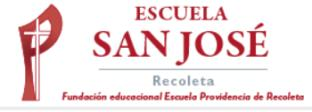 ESCUELA
SAN JOSÉ
Recoleta
Fundación educacional Escuela Providencia de Recoleta